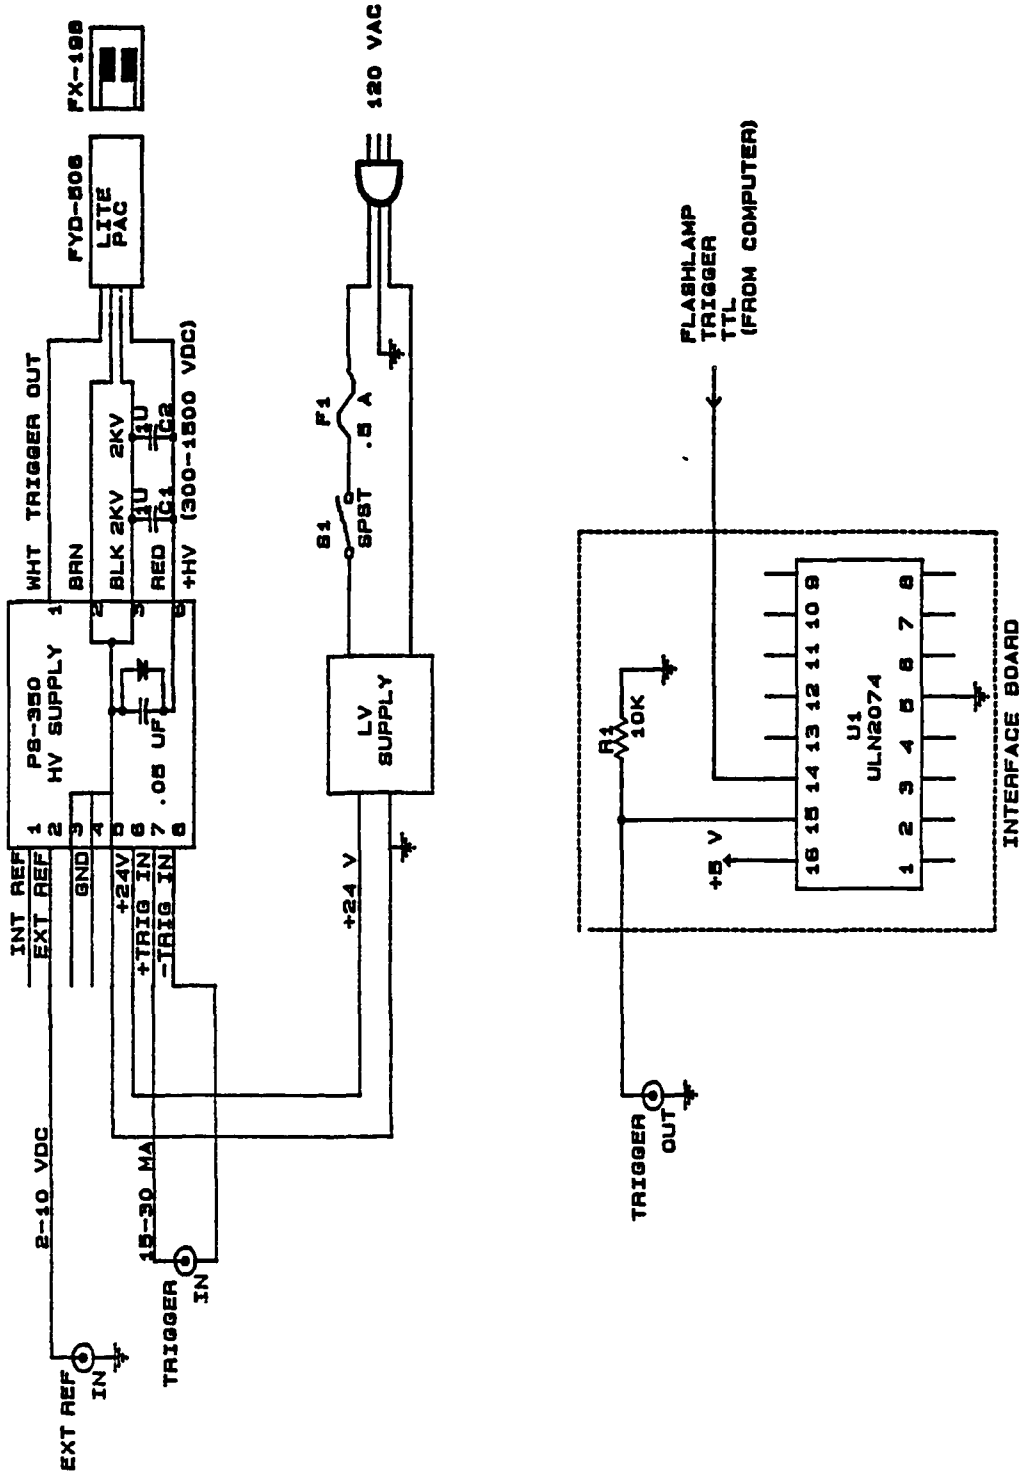 EXT REF
IN
2-10 VDC
TRIGGER
IN
15-30 MA
INT REF
EXT REF
GND
+24V
+TRIG IN
-TRIG IN
1
2
3
4
5
6
7
8
PS-350
HV SUPPLY
.05 UF
1
2
3
6
WHT TRIGGER OUT
BRN
BLK 2KV 2KV
1U 1U
RED C1 C2
+HV (300-1500 VDC)
FYD-506
LITE
PAC
FX-198
+24 V
LV
SUPPLY
S1
SPST
F1
.5 A
120 VAC
TRIGGER
OUT
+5 V
R1
10K
16 15 14 13 12 11 10 9
U1
ULN2074
1 2 3 4 5 6 7 8
INTERFACE BOARD
FLASHLAMP
TRIGGER
TTL
(FROM COMPUTER)